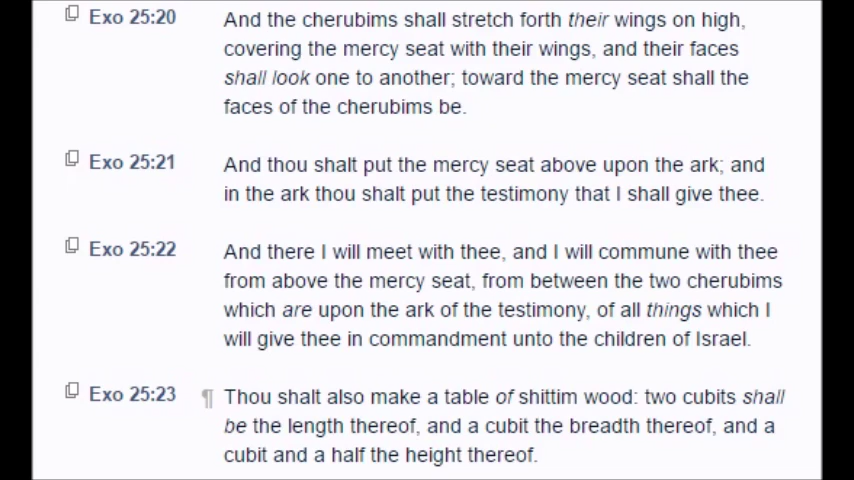 Exo 25:20 And the cherubims shall stretch forth their wings on high,
covering the mercy seat with their wings, and their faces
shall look one to another; toward the mercy seat shall the
faces of the cherubims be.
Exo 25:21 And thou shalt put the mercy seat above upon the ark; and
in the ark thou shalt put the testimony that I shall give thee.
Exo 25:22 And there I will meet with thee, and I will commune with thee
from above the mercy seat, from between the two cherubims
which are upon the ark of the testimony, of all things which I
will give thee in commandment unto the children of Israel.
Exo 25:23 ¶ Thou shalt also make a table of shittim wood: two cubits shall
be the length thereof, and a cubit the breadth thereof, and a
cubit and a half the height thereof.